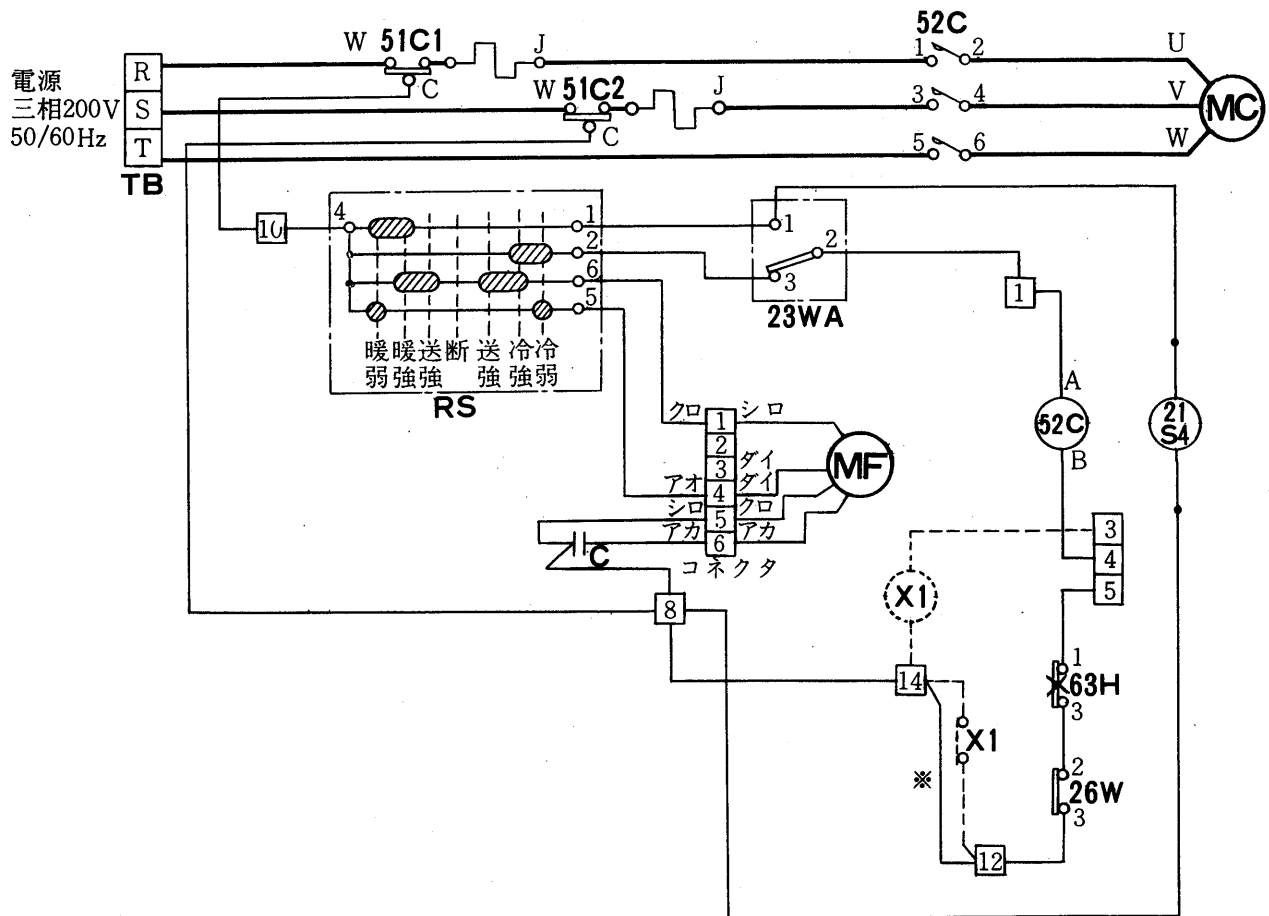 電源
三相200V
50/60Hz
R
S
T
TB
W 51C1 J
C
W 51C2 J
C
52C
1 2
3 4
5 6
U
V
W
MC
10
4
1
2
6
5
暖弱
暖強
送強
断
送強
冷強
冷弱
RS
1
2
3
23WA
1
A
52C
B
21
S4
クロ 1 シロ
2
3 ダイ
アオ 4 ダイ
シロ 5 クロ
アカ 6 アカ
コネクタ
MF
C
8
3
4
5
X1
14
1
63H
3
X1
※
2
26W
3
12